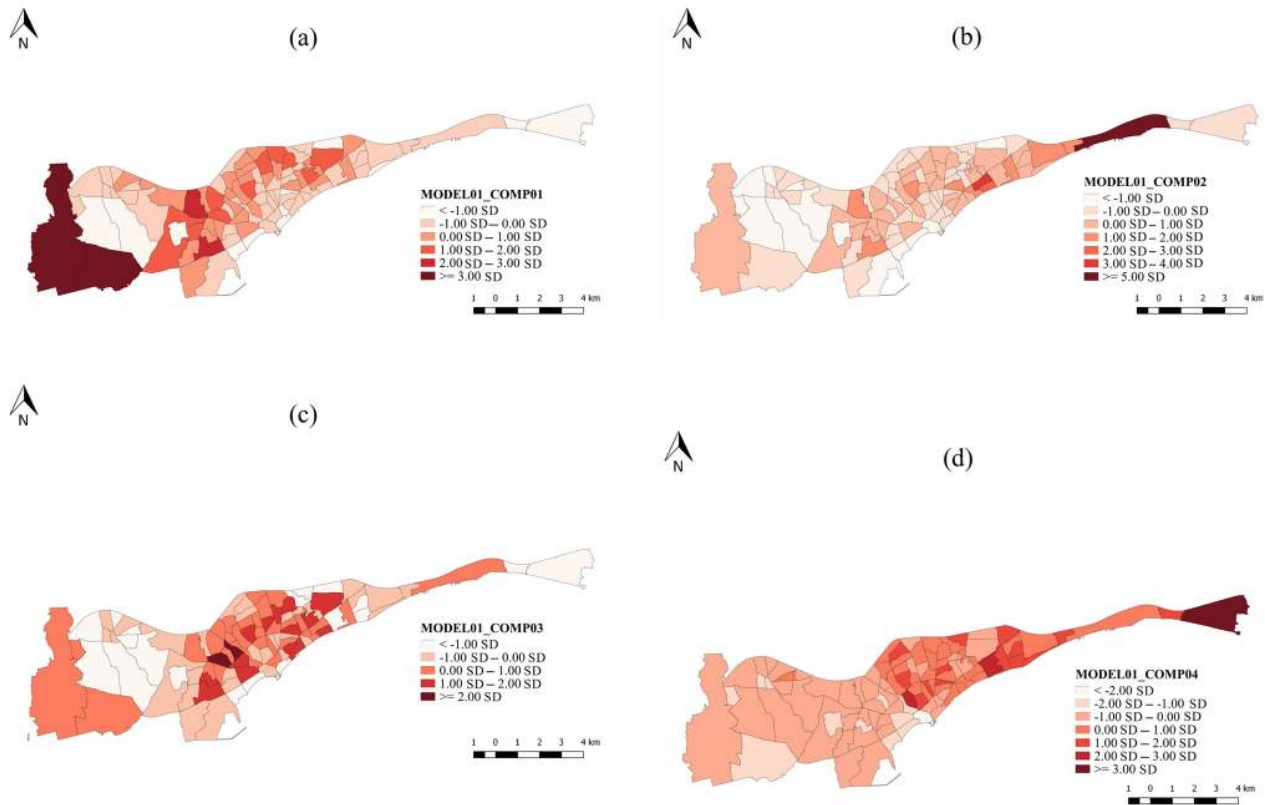 N
(a)
MODEL01_COMP01
< -1.00 SD
-1.00 SD – 0.00 SD
0.00 SD – 1.00 SD
1.00 SD – 2.00 SD
2.00 SD – 3.00 SD
>= 3.00 SD
1 0 1 2 3 4 km
N
(b)
MODEL01_COMP02
< -1.00 SD
-1.00 SD – 0.00 SD
0.00 SD – 1.00 SD
1.00 SD – 2.00 SD
2.00 SD – 3.00 SD
3.00 SD – 4.00 SD
>= 5.00 SD
1 0 1 2 3 4 km
N
(c)
MODEL01_COMP03
< -1.00 SD
-1.00 SD – 0.00 SD
0.00 SD – 1.00 SD
1.00 SD – 2.00 SD
>= 2.00 SD
1 0 1 2 3 4 km
N
(d)
MODEL01_COMP04
< -2.00 SD
-2.00 SD – -1.00 SD
-1.00 SD – 0.00 SD
0.00 SD – 1.00 SD
1.00 SD – 2.00 SD
2.00 SD – 3.00 SD
>= 3.00 SD
1 0 1 2 3 4 km